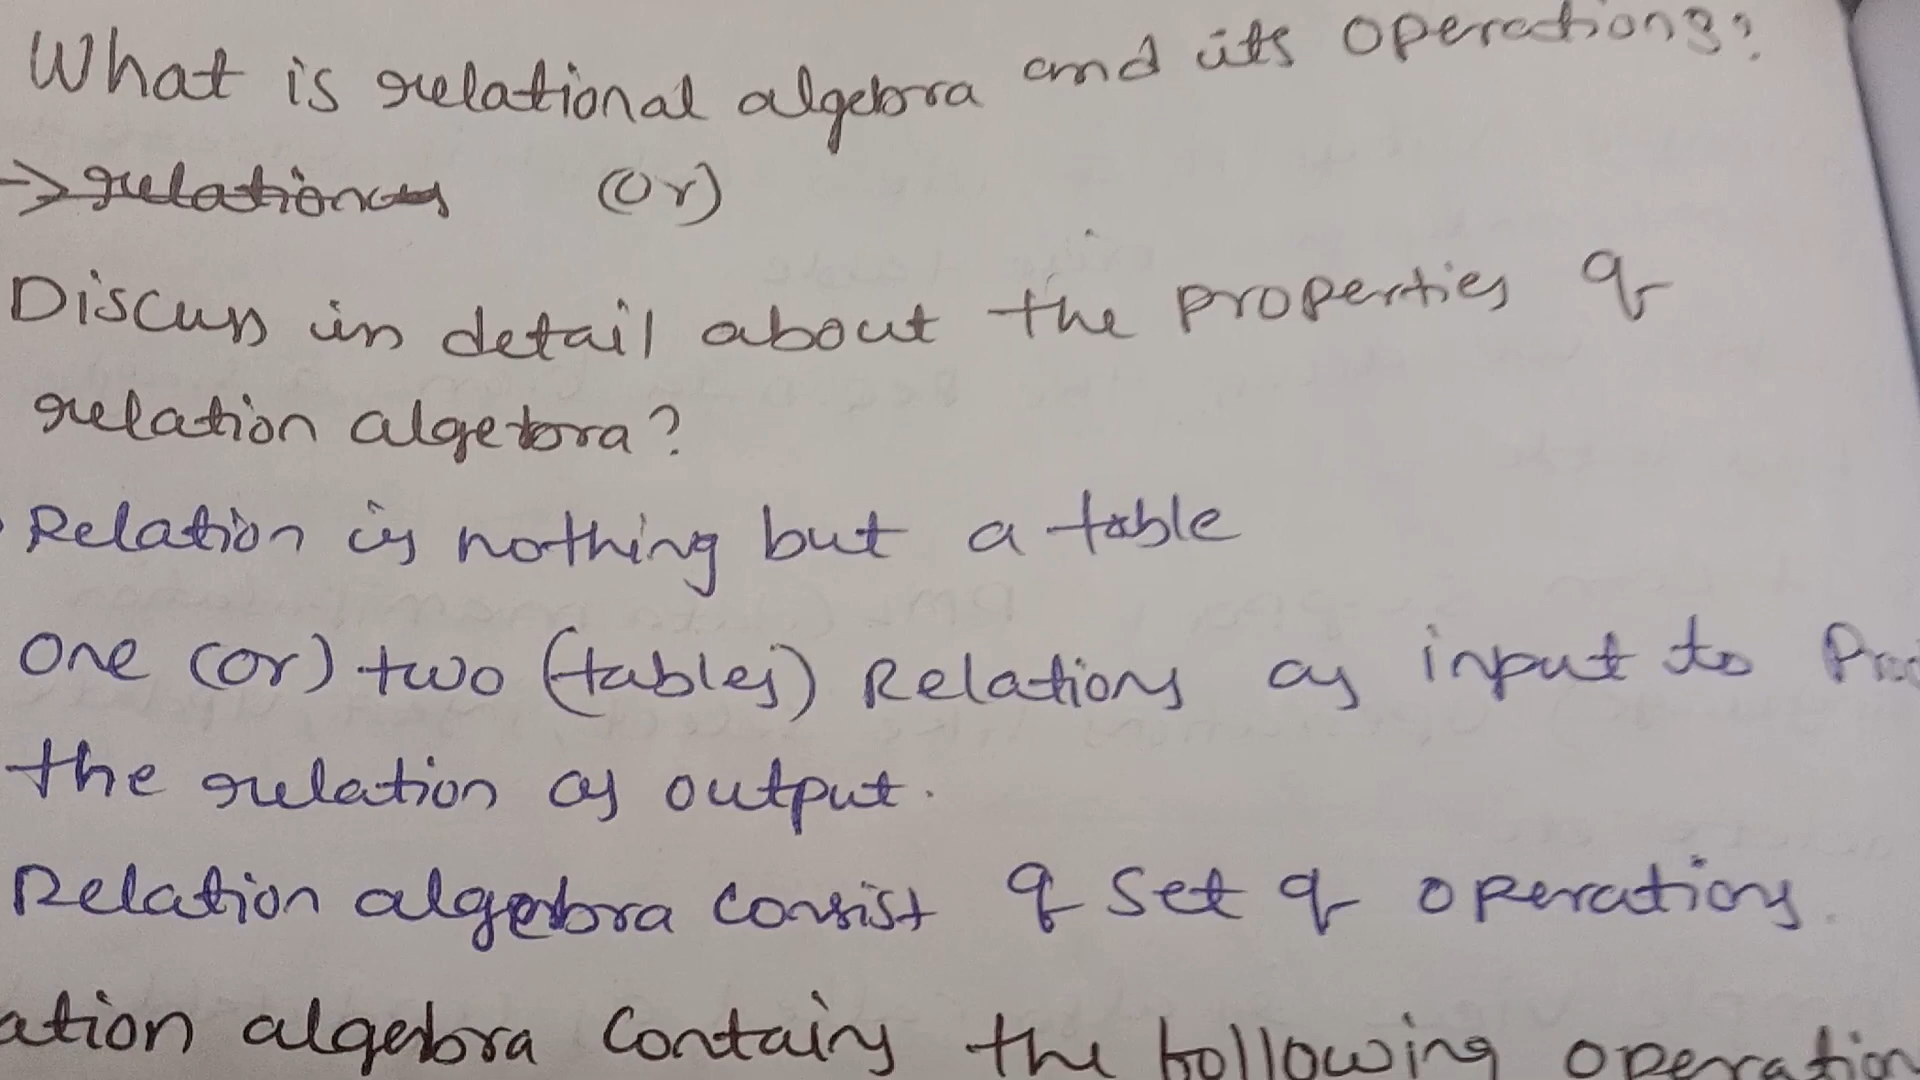 What is relational algebra and its operations?
→ relations (or)
Discuss in detail about the properties of
relation algebra?
Relation is nothing but a table
one (or) two (tables) Relations as input to
the relation as output.
Relation algebra consist of set of operations.
ation algebra contains the following operation